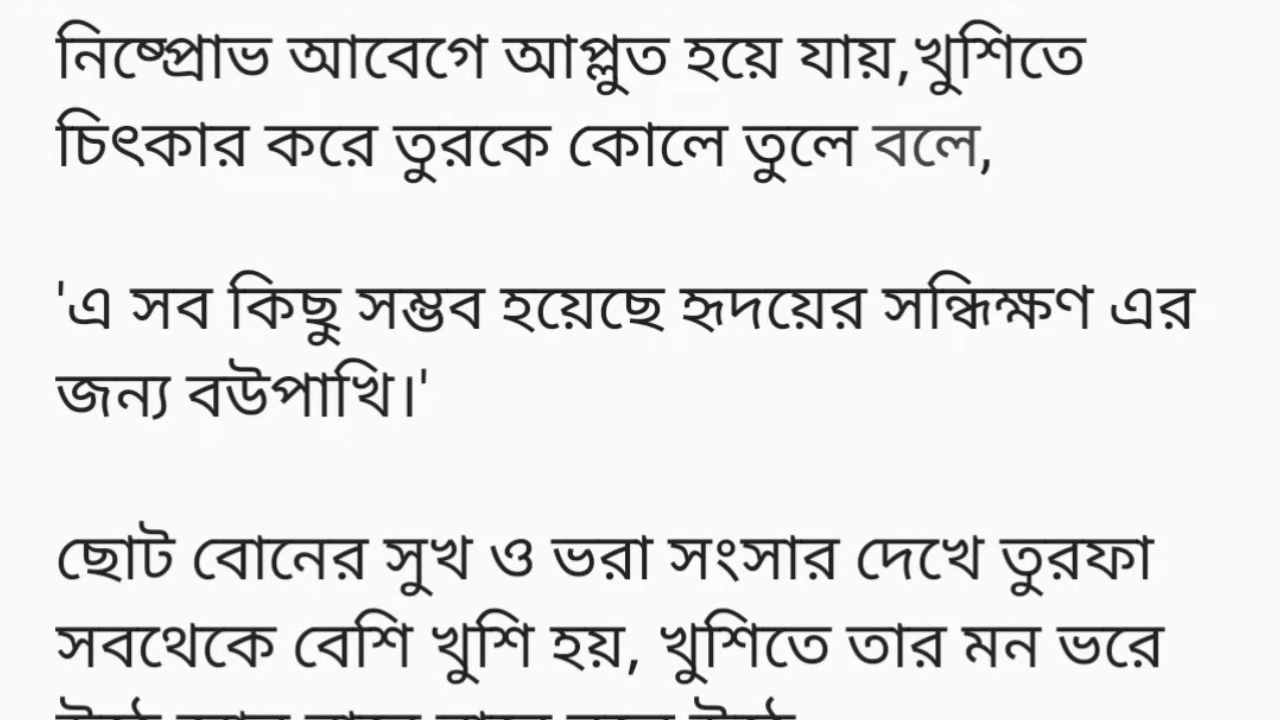 নিষ্প্রোভ আবেগে আপ্লুত হয়ে যায়,খুশিতে
চিৎকার করে তুরকে কোলে তুলে বলে,
'এ সব কিছু সম্ভব হয়েছে হৃদয়ের সন্ধিক্ষণ এর
জন্য বউপাখি।'
ছোট বোনের সুখ ও ভরা সংসার দেখে তুরফা
সবথেকে বেশি খুশি হয়, খুশিতে তার মন ভরে